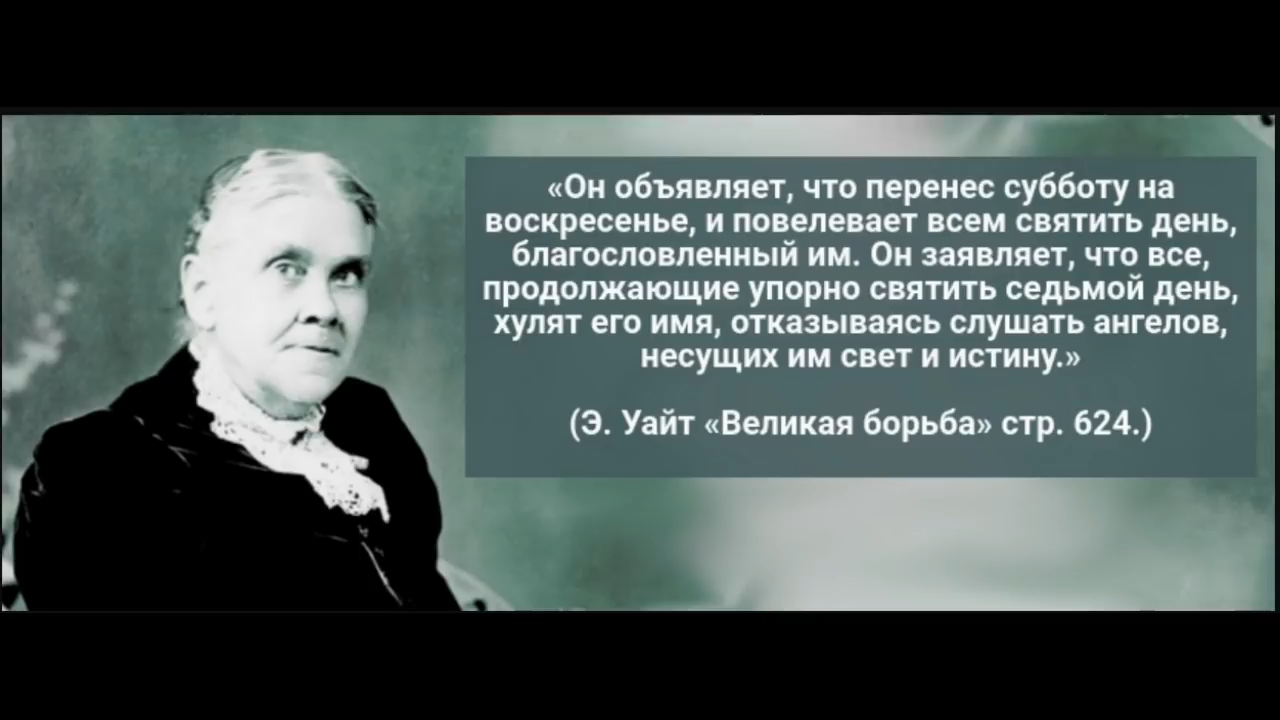 «Он объявляет, что перенес субботу на
воскресенье, и повелевает всем святить день,
благословленный им. Он заявляет, что все,
продолжающие упорно святить седьмой день,
хулят его имя, отказываясь слушать ангелов,
несущих им свет и истину.»
(Э. Уайт «Великая борьба» стр. 624.)